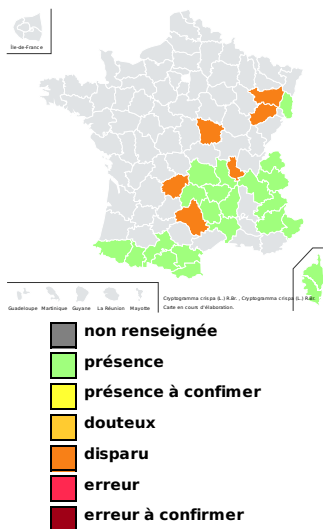 Île-de-France
Guadeloupe Martinique Guyane La Réunion Mayotte
Cryptogramma crispa (L.) R.Br. , Cryptogramma crispa (L.) R.Br.
Carte en cours d'élaboration.
non renseignée
présence
présence à confimer
douteux
disparu
erreur
erreur à confirmer